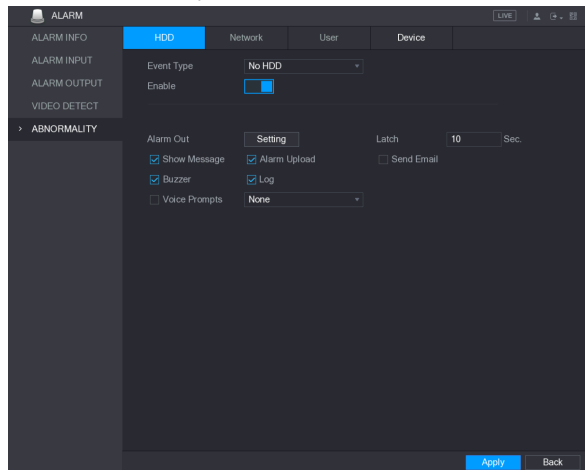 ALARM
LIVE
ALARM INFO
ALARM INPUT
ALARM OUTPUT
VIDEO DETECT
> ABNORMALITY
HDD Network User Device
Event Type No HDD
Enable
Alarm Out Setting Latch 10 Sec.
Show Message Alarm Upload Send Email
Buzzer Log
Voice Prompts None
Apply Back